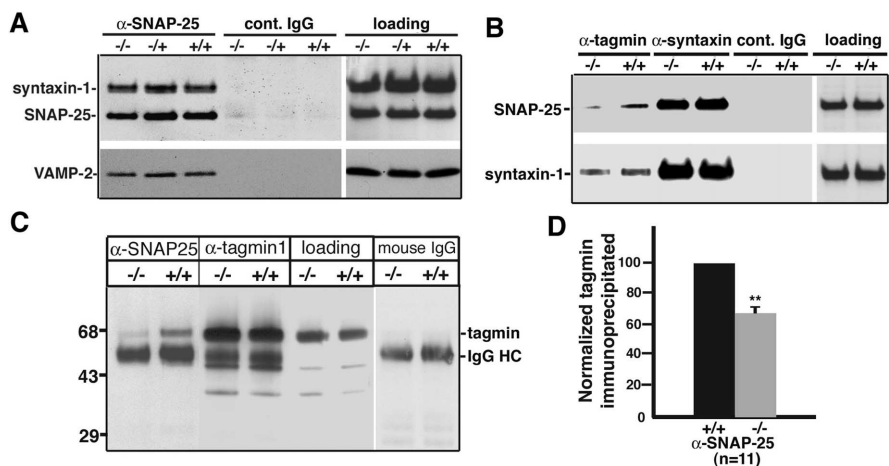 A
α-SNAP-25 cont. IgG loading
-/- -/+ +/+ -/- -/+ +/+ -/- -/+ +/+
syntaxin-1-
SNAP-25-
VAMP-2-
B
α-tagmin α-syntaxin cont. IgG loading
-/- +/+ -/- +/+ -/- +/+ -/- +/+
SNAP-25-
syntaxin-1-
C
α-SNAP25 α-tagmin1 loading mouse IgG
-/- +/+ -/- +/+ -/- +/+ -/- +/+
68
43
29
-tagmin
-IgG HC
D
Normalized tagmin
immunoprecipitated
100
80
60
40
20
0
**
+/+ -/-
α-SNAP-25
(n=11)